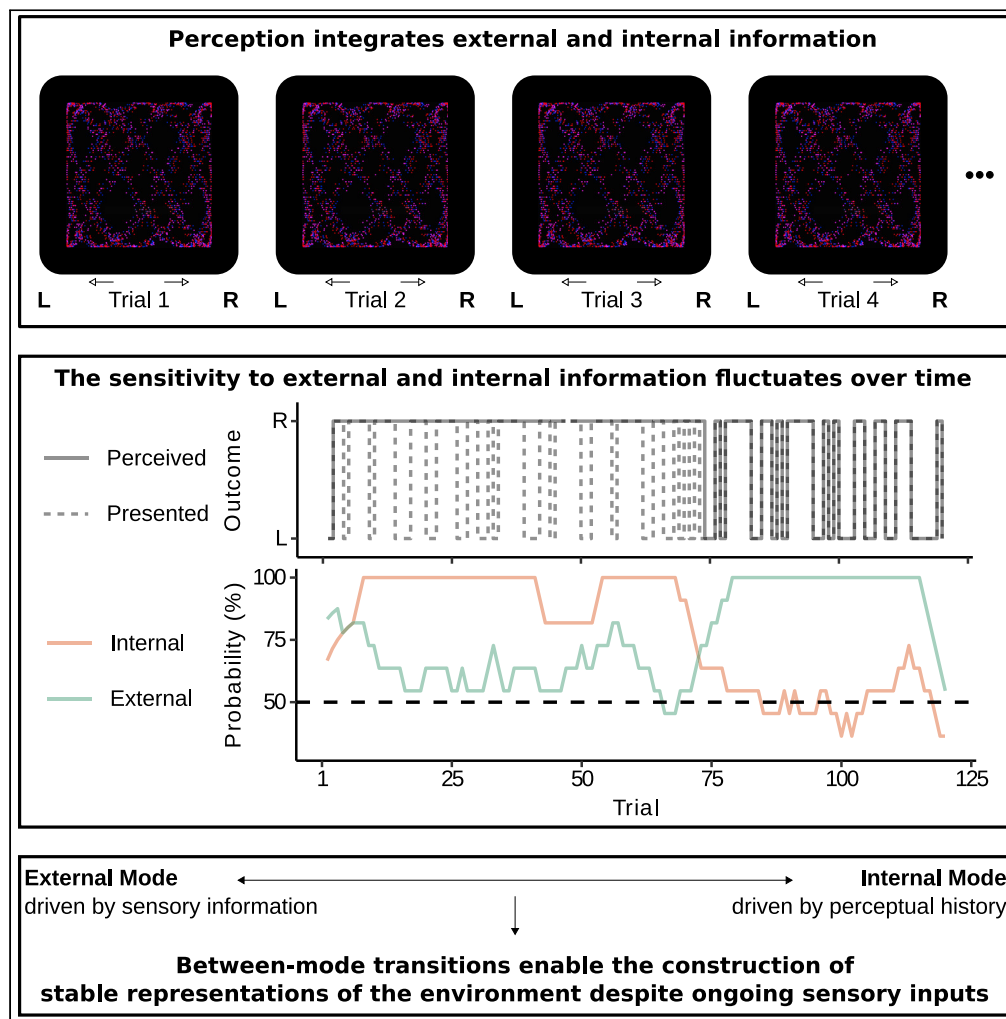 Perception integrates external and internal information
•••
L Trial 1 R L Trial 2 R L Trial 3 R L Trial 4 R
The sensitivity to external and internal information fluctuates over time
Perceived
Presented
Outcome
R
L
Internal
External
Probability (%)
100
75
50
1 25 50 75 100 125
Trial
External Mode
driven by sensory information
Internal Mode
driven by perceptual history
Between-mode transitions enable the construction of
stable representations of the environment despite ongoing sensory inputs